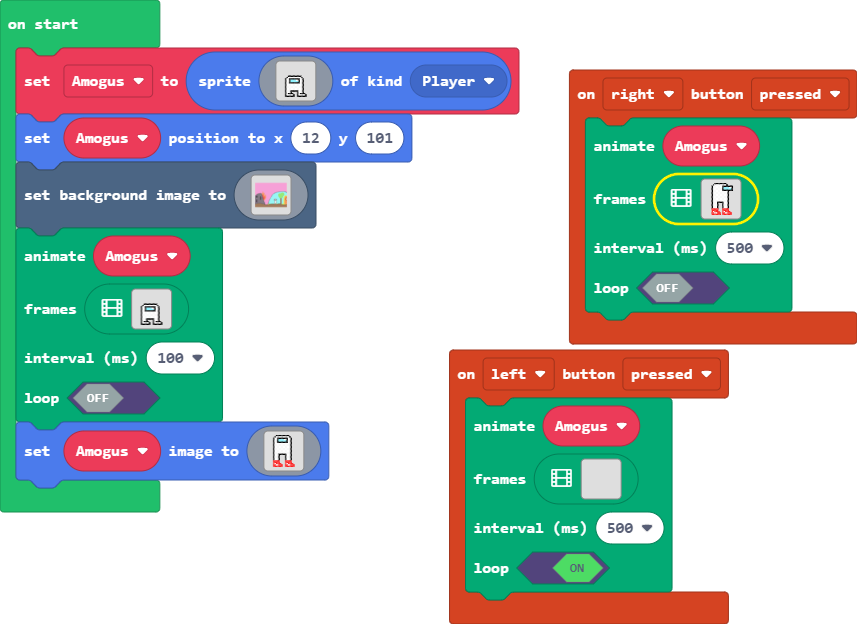 on start
set Amogus to sprite of kind Player
set Amogus position to x 12 y 101
set background image to
animate Amogus
frames
interval (ms) 100
loop OFF
set Amogus image to
on right button pressed
animate Amogus
frames
interval (ms) 500
loop OFF
on left button pressed
animate Amogus
frames
interval (ms) 500
loop ON